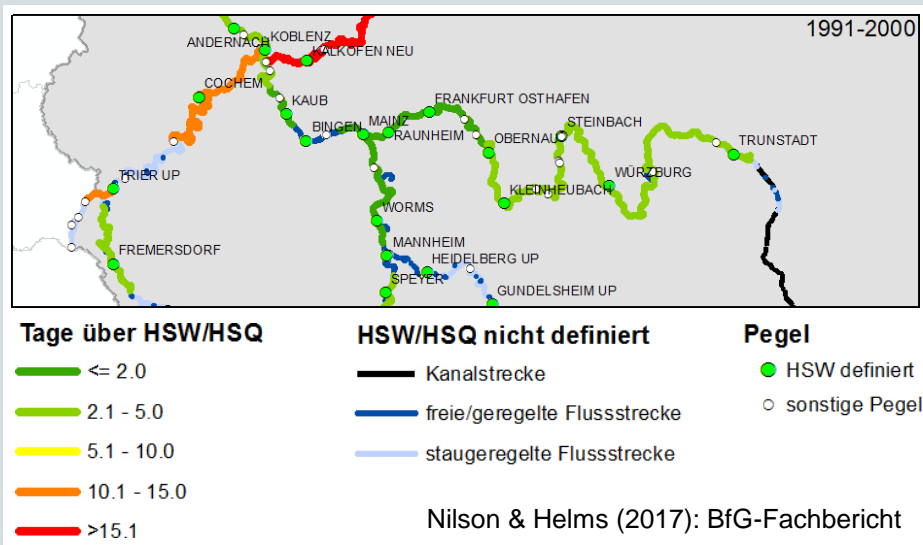 1991-2000
KOBLENZ
ANDERNACH
KALKOFEN NEU
COCHEM
KAUB
FRANKFURT OSTHAFEN
STEINBACH
BINGEN
MAINZ
RAUNHEIM
OBERNAU
TRUNSTADT
TRIER UP
KLEINHEUBACH
WÜRZBURG
WORMS
FREMERSDORF
MANNHEIM
HEIDELBERG UP
SPEYER
GUNDELSHEIM UP
Tage über HSW/HSQ
<= 2.0
2.1 - 5.0
5.1 - 10.0
10.1 - 15.0
>15.1
HSW/HSQ nicht definiert
Kanalstrecke
freie/geregelte Flussstrecke
staugeregelte Flussstrecke
Pegel
HSW definiert
sonstige Pegel
Nilson & Helms (2017): BfG-Fachbericht